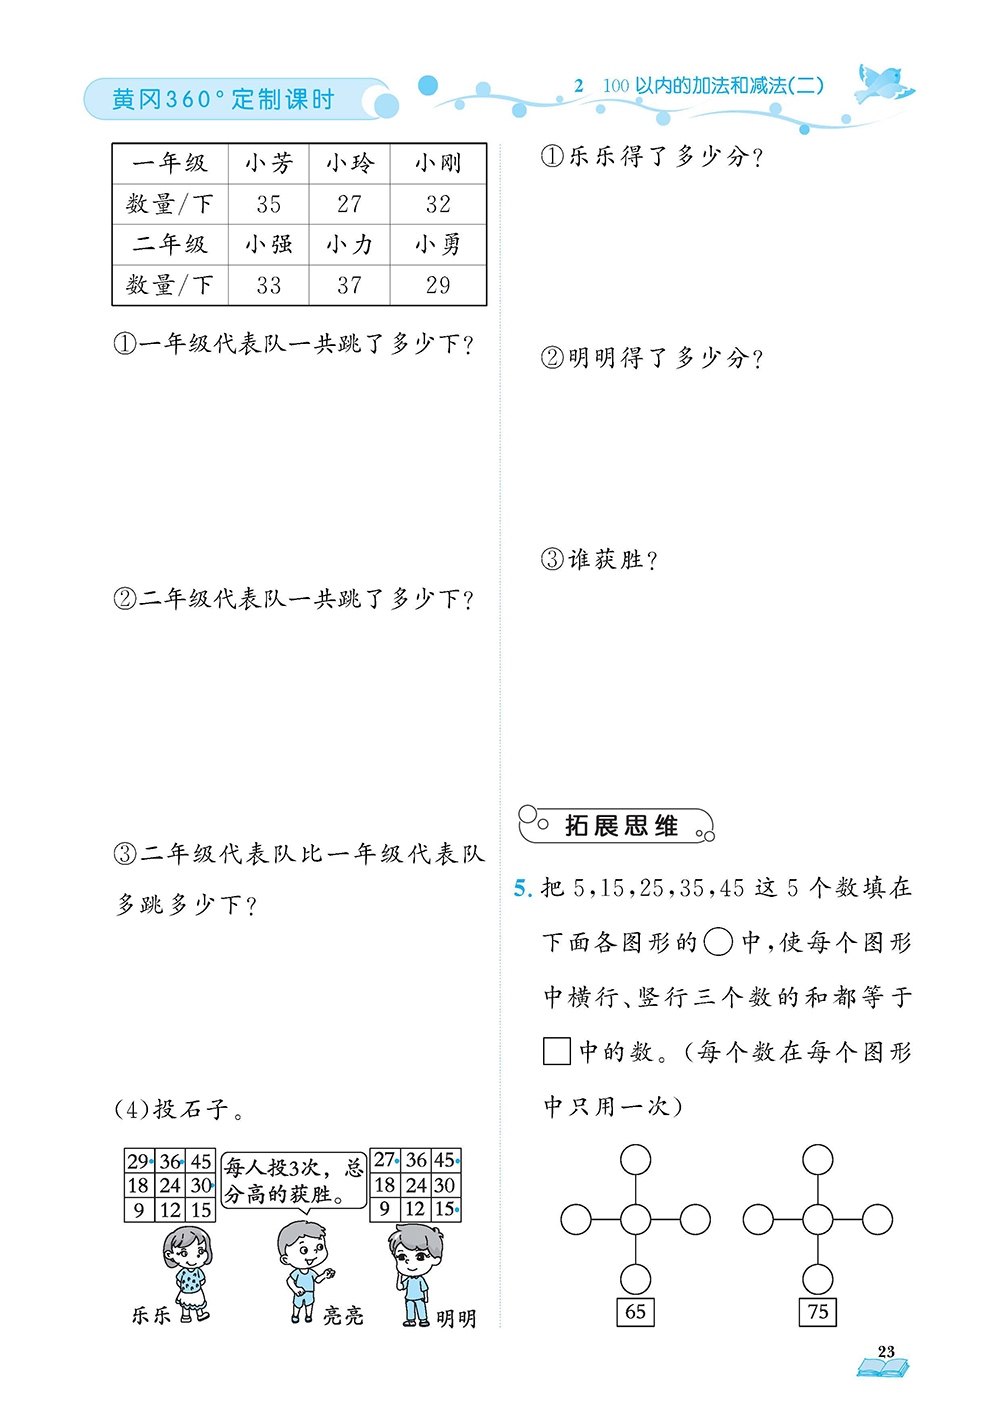 黄冈360°定制课时
2 100以内的加法和减法(二)
一年级 小芳 小玲 小刚
数量/下 35 27 32
二年级 小强 小力 小勇
数量/下 33 37 29
①一年级代表队一共跳了多少下?
②二年级代表队一共跳了多少下?
③二年级代表队比一年级代表队
多跳多少下?
(4)投石子。
29 36 45
18 24 30
9 12 15
每人投3次，总
分高的获胜。
27 36 45
18 24 30
9 12 15
乐乐
亮亮
明明
①乐乐得了多少分?
②明明得了多少分?
③谁获胜?
拓展思维
5. 把5,15,25,35,45这5个数填在
下面各图形的○中,使每个图形
中横行、竖行三个数的和都等于
□中的数。(每个数在每个图形
中只用一次)
65
75
23